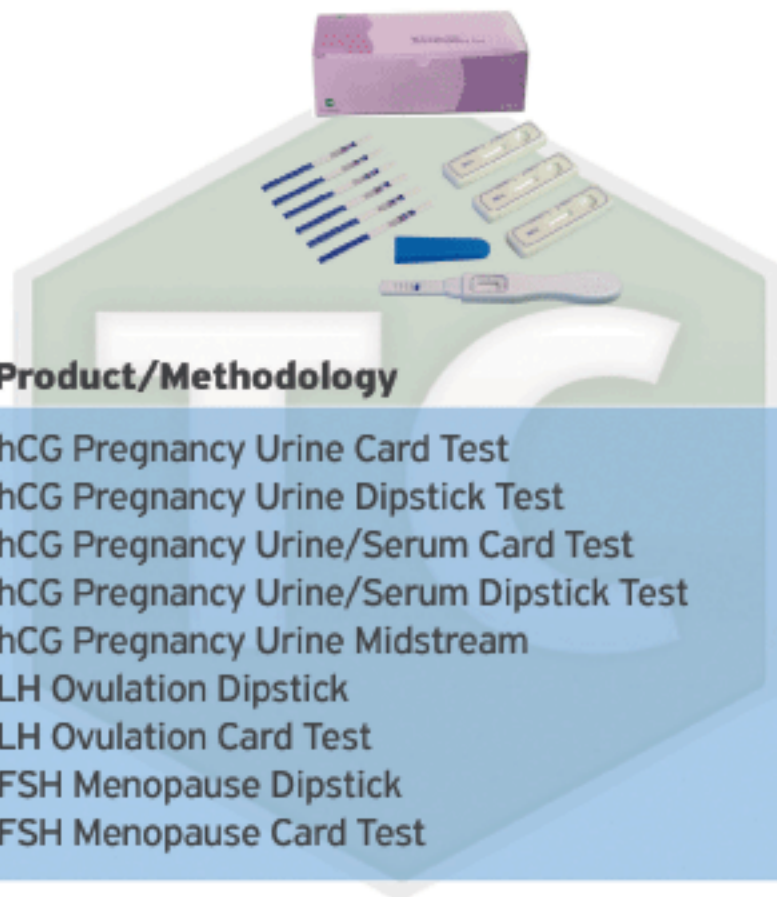 TC
Product/Methodology
hCG Pregnancy Urine Card Test
hCG Pregnancy Urine Dipstick Test
hCG Pregnancy Urine/Serum Card Test
hCG Pregnancy Urine/Serum Dipstick Test
hCG Pregnancy Urine Midstream
LH Ovulation Dipstick
LH Ovulation Card Test
FSH Menopause Dipstick
FSH Menopause Card Test